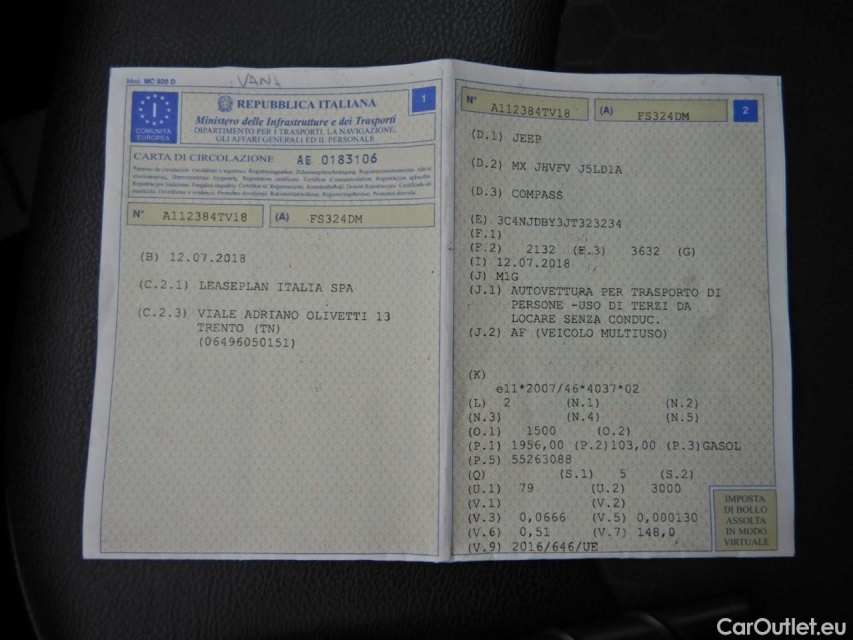 Mod. MC 820 D
VAN
I
COMUNITÀ
EUROPEA
REPUBBLICA ITALIANA
Ministero delle Infrastrutture e dei Trasporti
DIPARTIMENTO PER I TRASPORTI, LA NAVIGAZIONE,
GLI AFFARI GENERALI ED IL PERSONALE
1
CARTA DI CIRCOLAZIONE AE 0183106
N° A112384TV18 (A) FS324DM
(B) 12.07.2018
(C.2.1) LEASEPLAN ITALIA SPA
(C.2.3) VIALE ADRIANO OLIVETTI 13
TRENTO (TN)
(06496050151)
N° A112384TV18 (A) FS324DM 2
(D.1) JEEP
(D.2) MX JHVFV J5LD1A
(D.3) COMPASS
(E) 3C4NJDBY3JT323234
(F.1)
(F.2) 2132 (F.3) 3632 (G)
(I) 12.07.2018
(J) M1G
(J.1) AUTOVETTURA PER TRASPORTO DI
PERSONE -USO DI TERZI DA
LOCARE SENZA CONDUC.
(J.2) AF (VEICOLO MULTIUSO)
(K)
e11*2007/46*4037*02
(L) 2 (N.1) (N.2)
(N.3) (N.4) (N.5)
(O.1) 1500 (O.2)
(P.1) 1956,00 (P.2)103,00 (P.3)GASOL
(P.5) 55263088
(Q) (S.1) 5 (S.2)
(U.1) 79 (U.2) 3000
(V.1) (V.2)
(V.3) 0,0666 (V.5) 0,000130
(V.6) 0,51 (V.7) 148,0
(V.9) 2016/646/UE
IMPOSTA
DI BOLLO
ASSOLTA
IN MODO
VIRTUALE
CarOutlet.eu